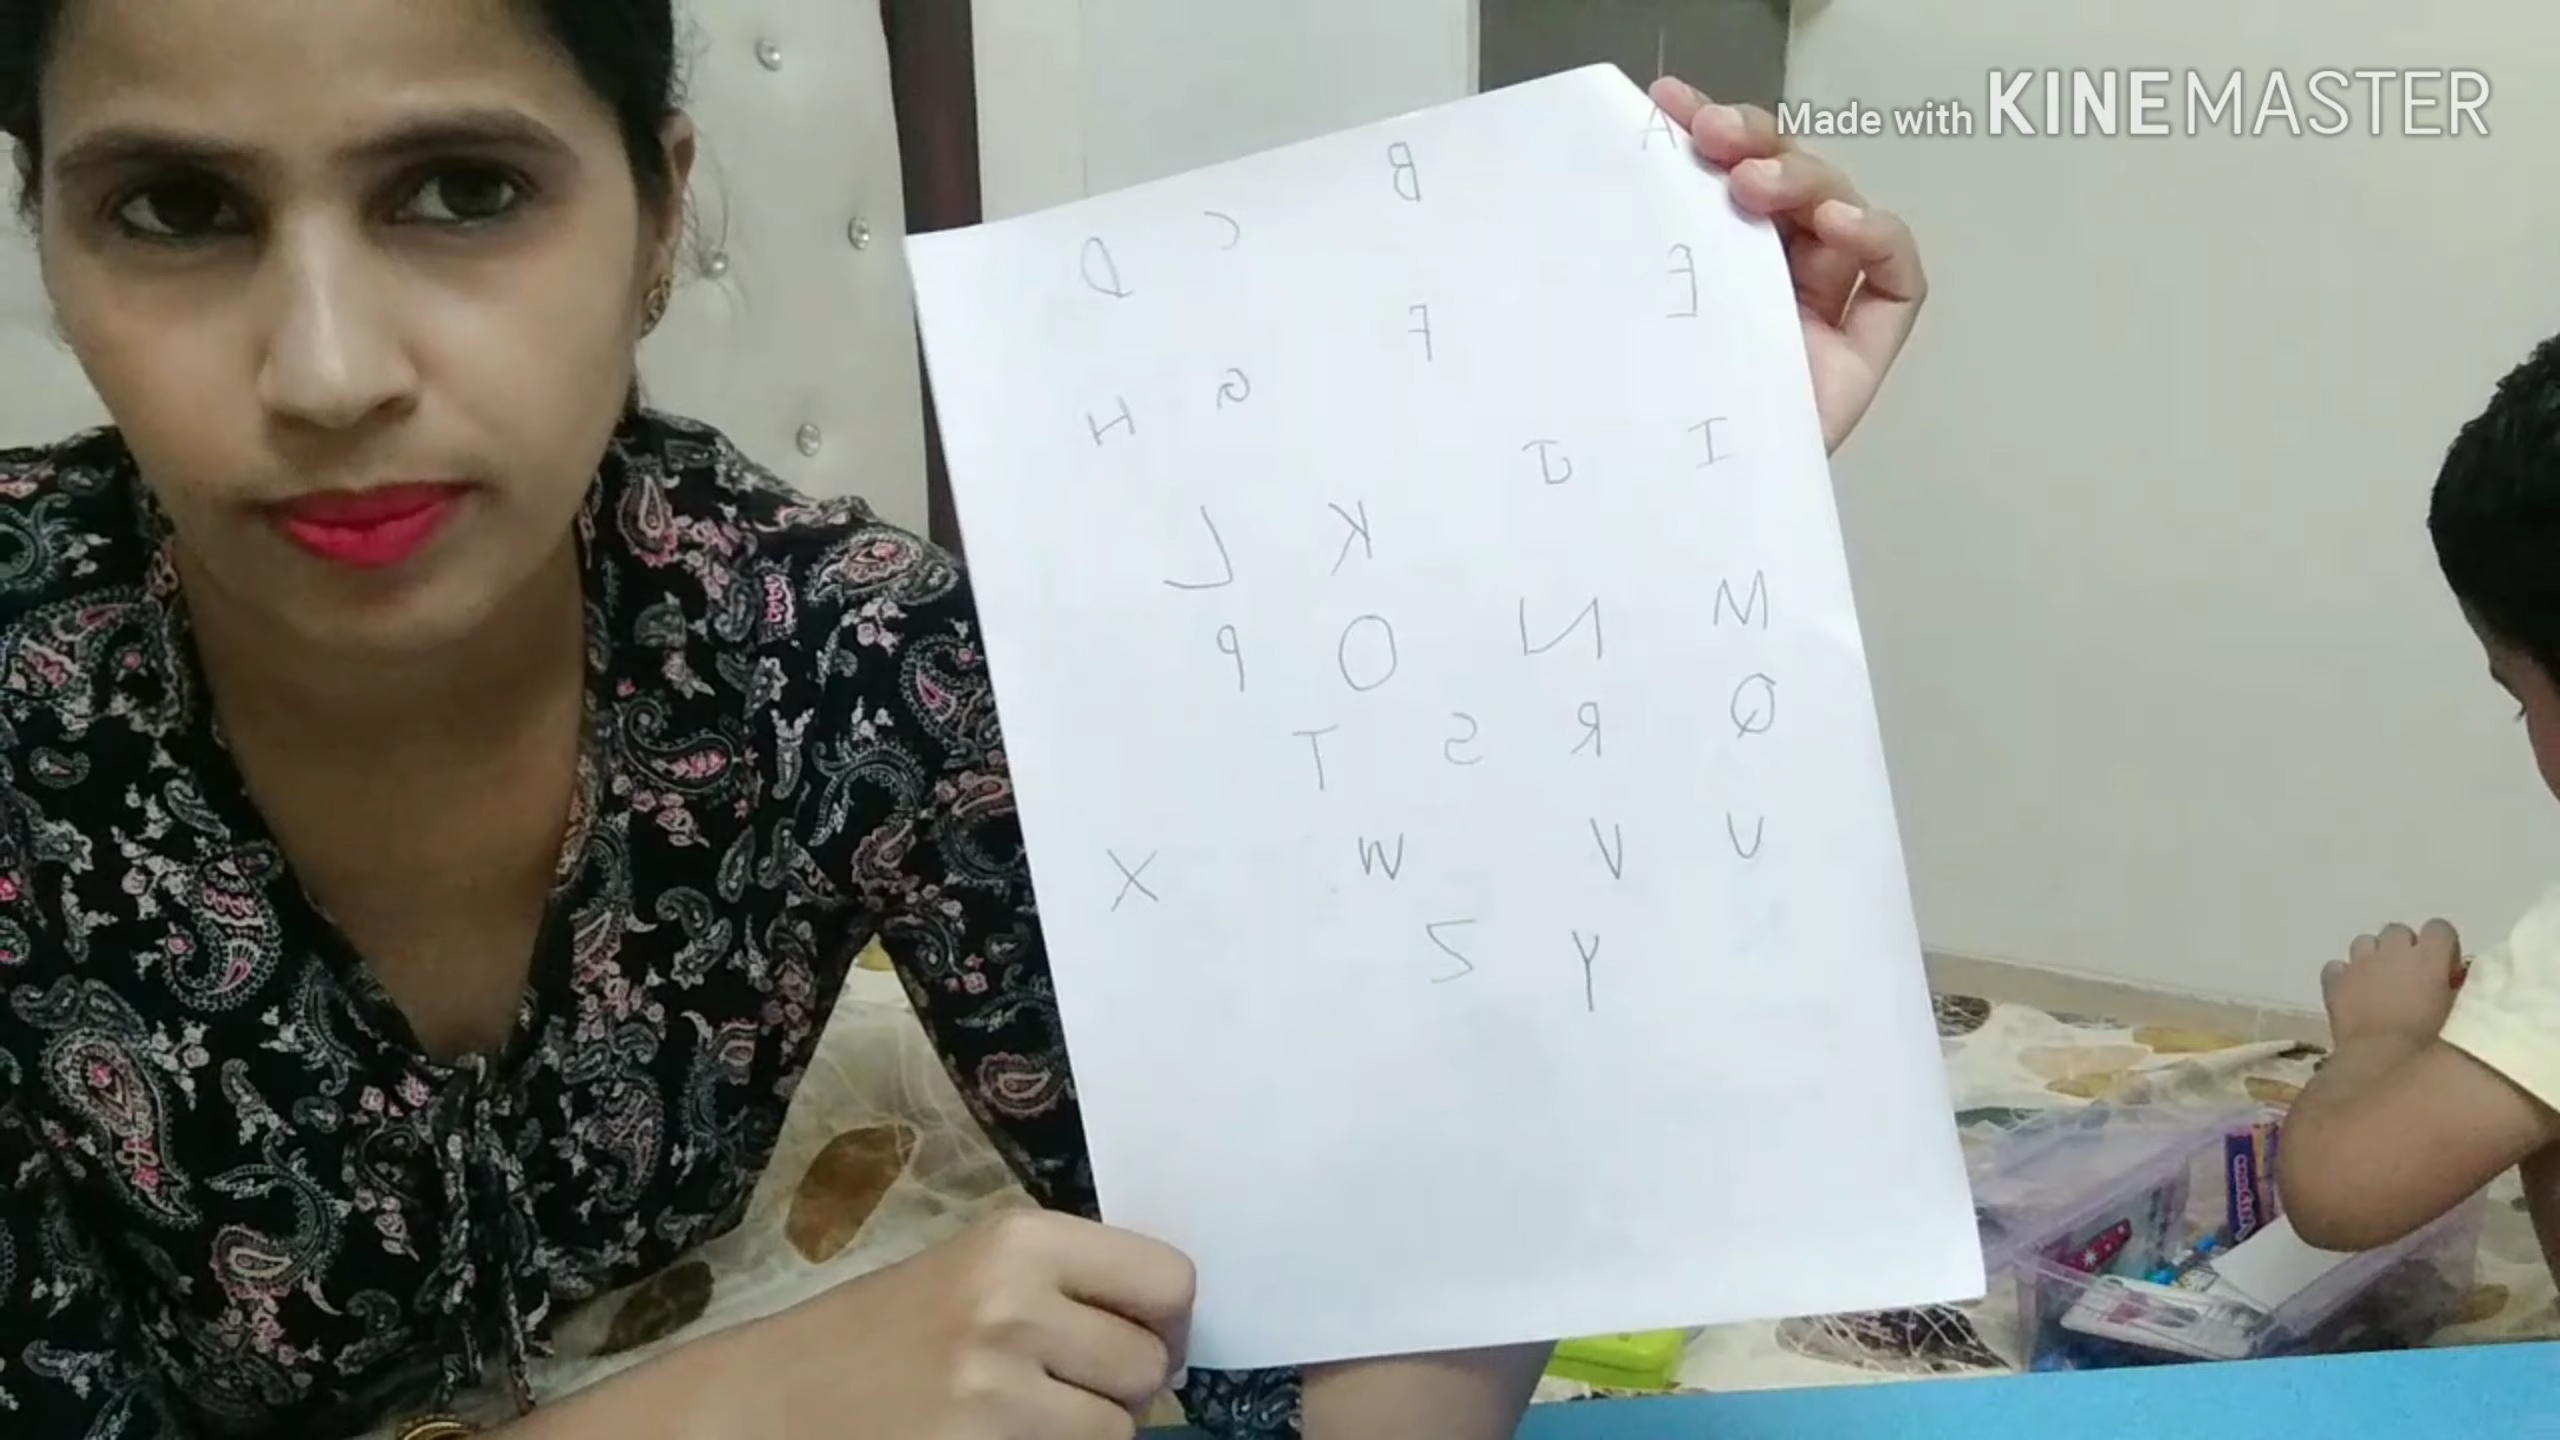 Made with KINEMASTER
A B C D
E F G H
I J K L
M N O P
Q R S T
U V W X
Y Z